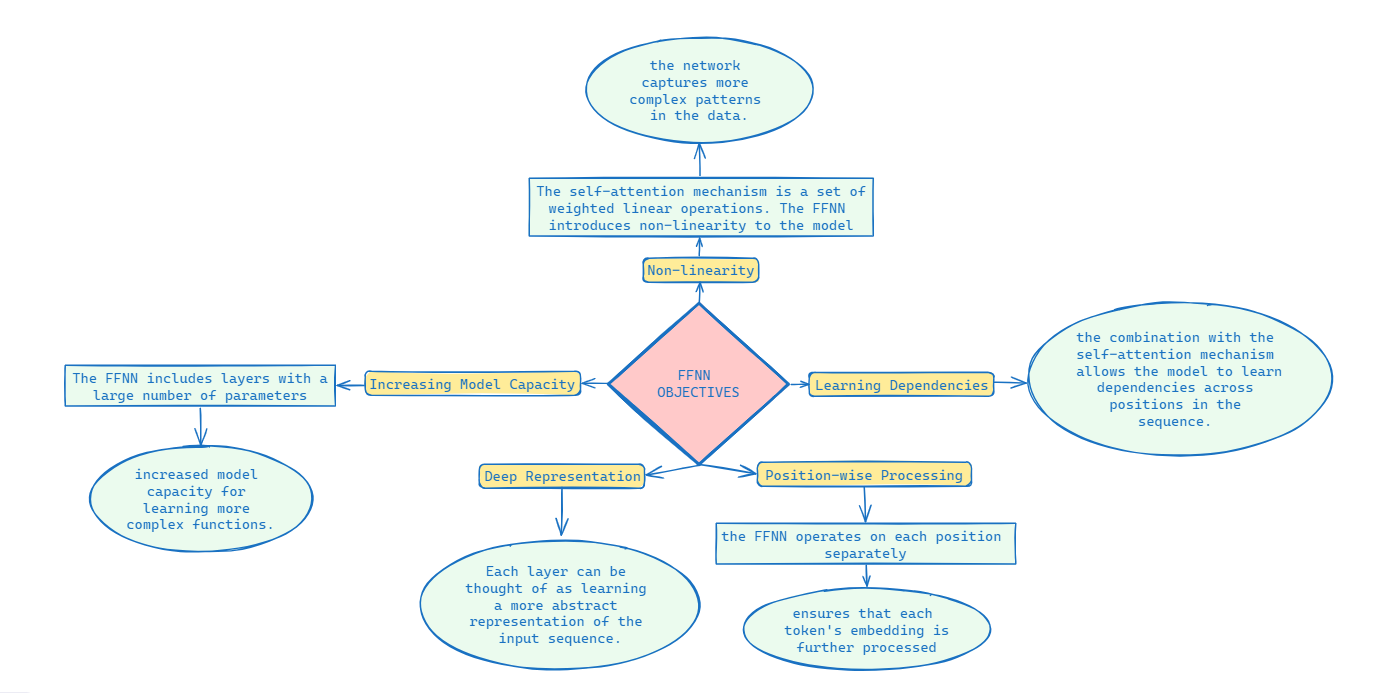 the network
captures more
complex patterns
in the data.
The self-attention mechanism is a set of
weighted linear operations. The FFNN
introduces non-linearity to the model
Non-linearity
FFNN
OBJECTIVES
Increasing Model Capacity
The FFNN includes layers with a
large number of parameters
increased model
capacity for
learning more
complex functions.
Learning Dependencies
the combination with the
self-attention mechanism
allows the model to learn
dependencies across
positions in the
sequence.
Deep Representation
Each layer can be
thought of as learning
a more abstract
representation of the
input sequence.
Position-wise Processing
the FFNN operates on each position
separately
ensures that each
token's embedding is
further processed